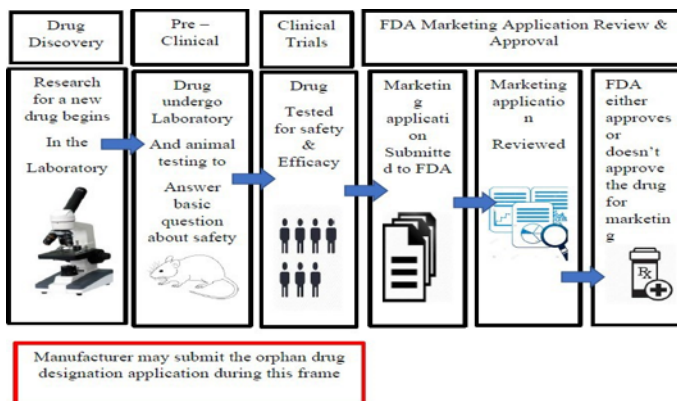 Drug
Discovery
Pre –
Clinical
Clinical
Trials
FDA Marketing Application Review &
Approval
Research
for a new
drug begins
In the
Laboratory
Drug
undergo
Laboratory
And animal
testing to
Answer
basic
question
about safety
Drug
Tested
for safety
&
Efficacy
Marketin
g
applicati
on
Submitte
d to FDA
Marketing
applicatio
n
Reviewed
FDA
either
approves
or
doesn't
approve
the drug
for
marketin
g
Rx
Manufacturer may submit the orphan drug
designation application during this frame